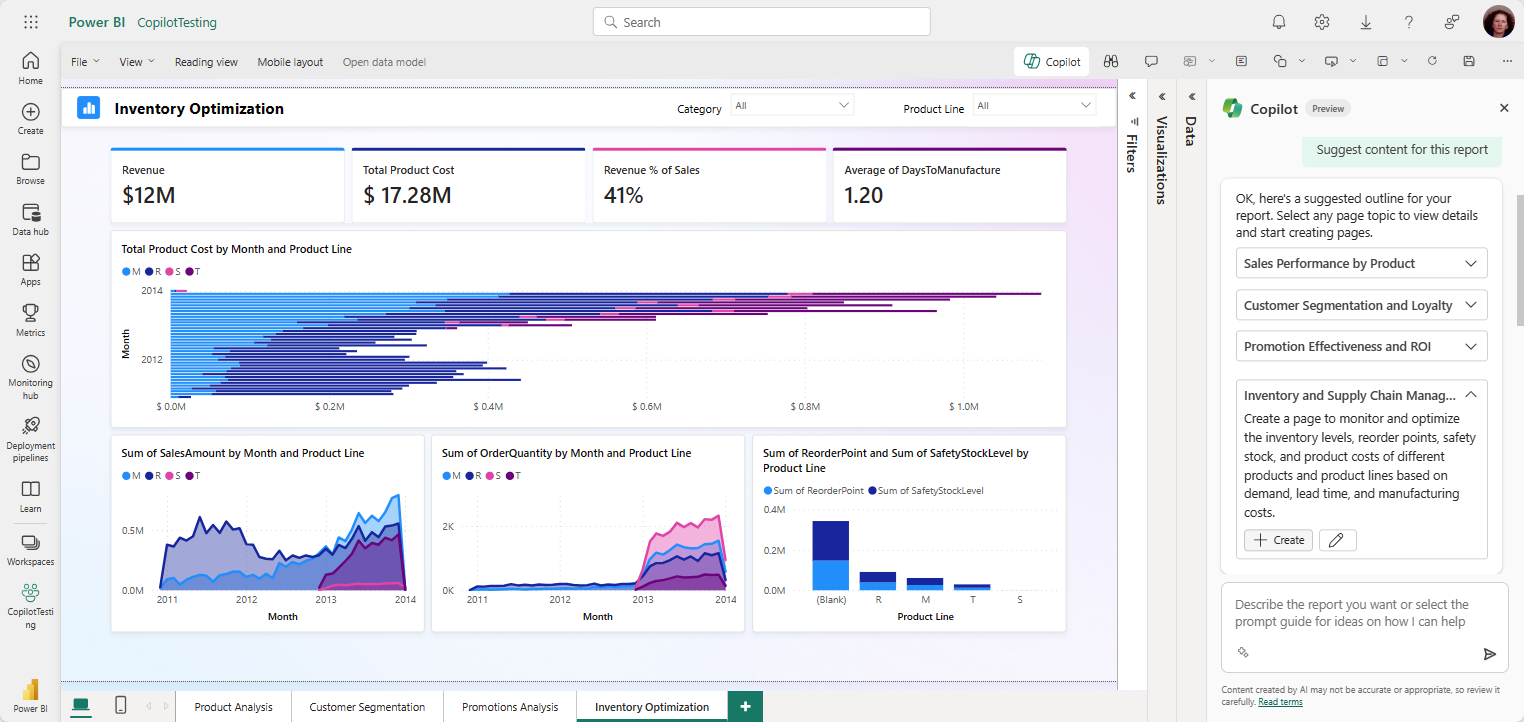 Power BI CopilotTesting
Search
Home
Create
Browse
Data hub
Apps
Metrics
Monitoring
hub
Deployment
pipelines
Learn
Workspaces
CopilotTesti
ng
Power BI
File View Reading view Mobile layout Open data model
Copilot
Inventory Optimization
Category All
Product Line All
Revenue
$12M
Total Product Cost
$ 17.28M
Revenue % of Sales
41%
Average of DaysToManufacture
1.20
Total Product Cost by Month and Product Line
M R S T
Month
2014
2012
$ 0.0M $ 0.2M $ 0.4M $ 0.6M $ 0.8M $ 1.0M
Sum of SalesAmount by Month and Product Line
M R S T
0.5M
0.0M
2011 2012 2013 2014
Month
Sum of OrderQuantity by Month and Product Line
M R S T
2K
0K
2011 2012 2013 2014
Month
Sum of ReorderPoint and Sum of SafetyStockLevel by
Product Line
Sum of ReorderPoint Sum of SafetyStockLevel
0.4M
0.2M
0.0M
(Blank) R M T S
Product Line
Filters
Visualizations
Data
Copilot Preview
Suggest content for this report
OK, here's a suggested outline for your
report. Select any page topic to view details
and start creating pages.
Sales Performance by Product
Customer Segmentation and Loyalty
Promotion Effectiveness and ROI
Inventory and Supply Chain Manag...
Create a page to monitor and optimize
the inventory levels, reorder points, safety
stock, and product costs of different
products and product lines based on
demand, lead time, and manufacturing
costs.
Create
Describe the report you want or select the
prompt guide for ideas on how I can help
Content created by AI may not be accurate or appropriate, so review it
carefully. Read terms
Product Analysis
Customer Segmentation
Promotions Analysis
Inventory Optimization